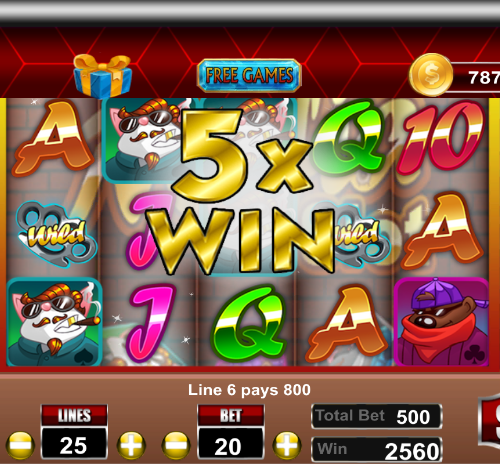 FREE GAMES
787
A
Q
10
5x
WIN
Wild
J
Wild
A
J
Q
A
Line 6 pays 800
LINES
BET
Total Bet 500
25
20
Win 2560